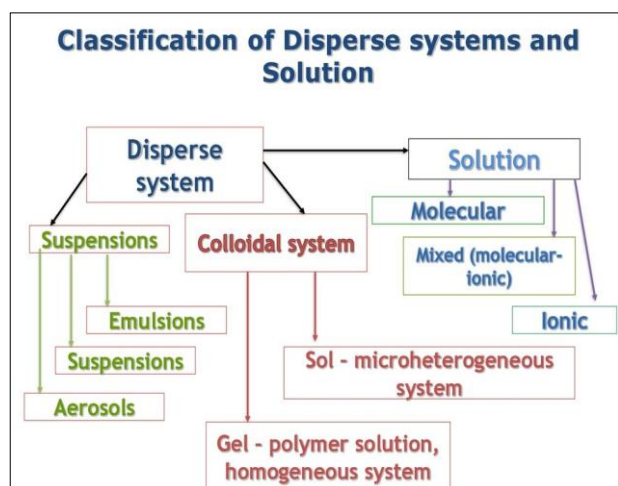 Classification of Disperse systems and
Solution
Disperse
system
Solution
Molecular
Suspensions
Colloidal system
Mixed (molecular-
ionic)
Emulsions
Ionic
Suspensions
Sol – microheterogeneous
system
Aerosols
Gel – polymer solution,
homogeneous system